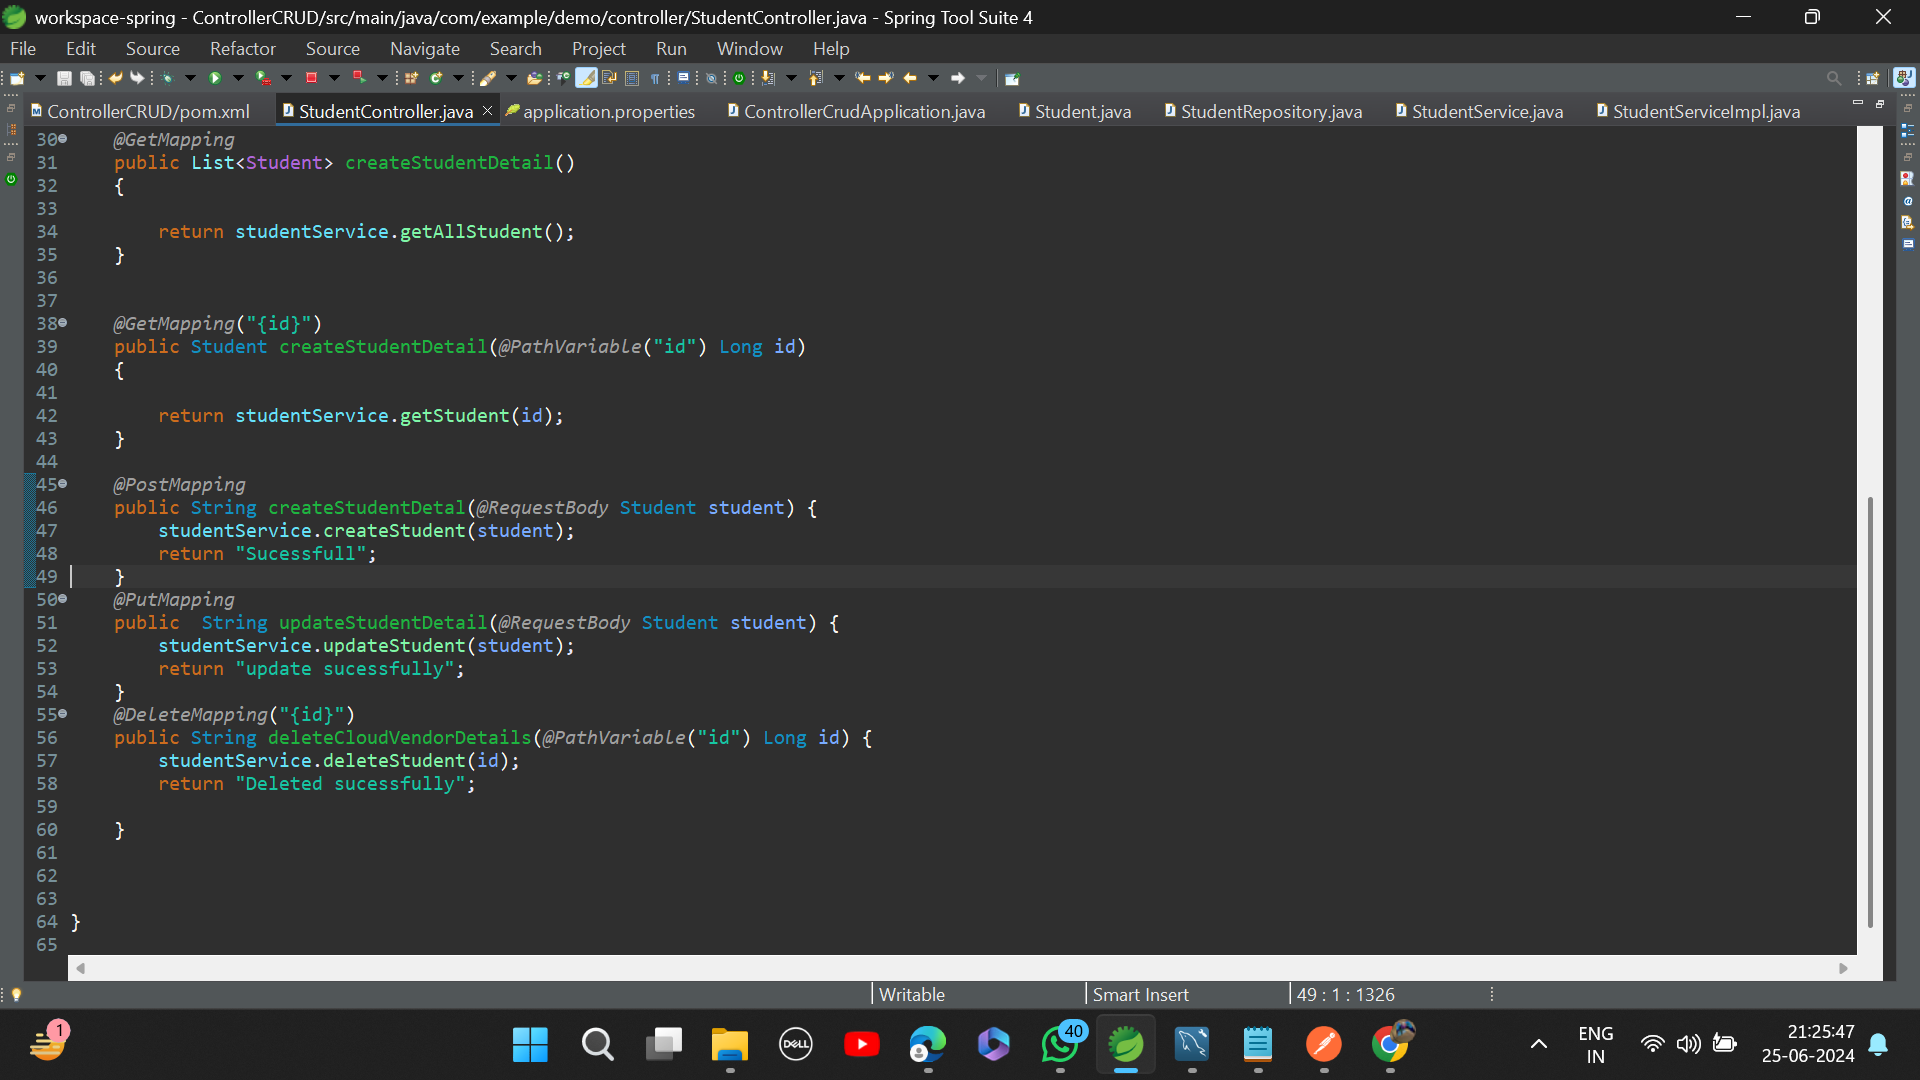 workspace-spring - ControllerCRUD/src/main/java/com/example/demo/controller/StudentController.java - Spring Tool Suite 4
File Edit Source Refactor Source Navigate Search Project Run Window Help
ControllerCRUD/pom.xml StudentController.java application.properties ControllerCrudApplication.java Student.java StudentRepository.java StudentService.java StudentServiceImpl.java
30 @GetMapping
31 public List<Student> createStudentDetail()
32 {
33
34 return studentService.getAllStudent();
35 }
36
37
38 @GetMapping("{id}")
39 public Student createStudentDetail(@PathVariable("id") Long id)
40 {
41
42 return studentService.getStudent(id);
43 }
44
45 @PostMapping
46 public String createStudentDetal(@RequestBody Student student) {
47 studentService.createStudent(student);
48 return "Sucessfull";
49 }
50 @PutMapping
51 public  String updateStudentDetail(@RequestBody Student student) {
52 studentService.updateStudent(student);
53 return "update sucessfully";
54 }
55 @DeleteMapping("{id}")
56 public String deleteCloudVendorDetails(@PathVariable("id") Long id) {
57 studentService.deleteStudent(id);
58 return "Deleted sucessfully";
59
60 }
61
62
63
64 }
65
Writable Smart Insert 49 : 1 : 1326
1 DELL 40 ENG IN 21:25:47
25-06-2024